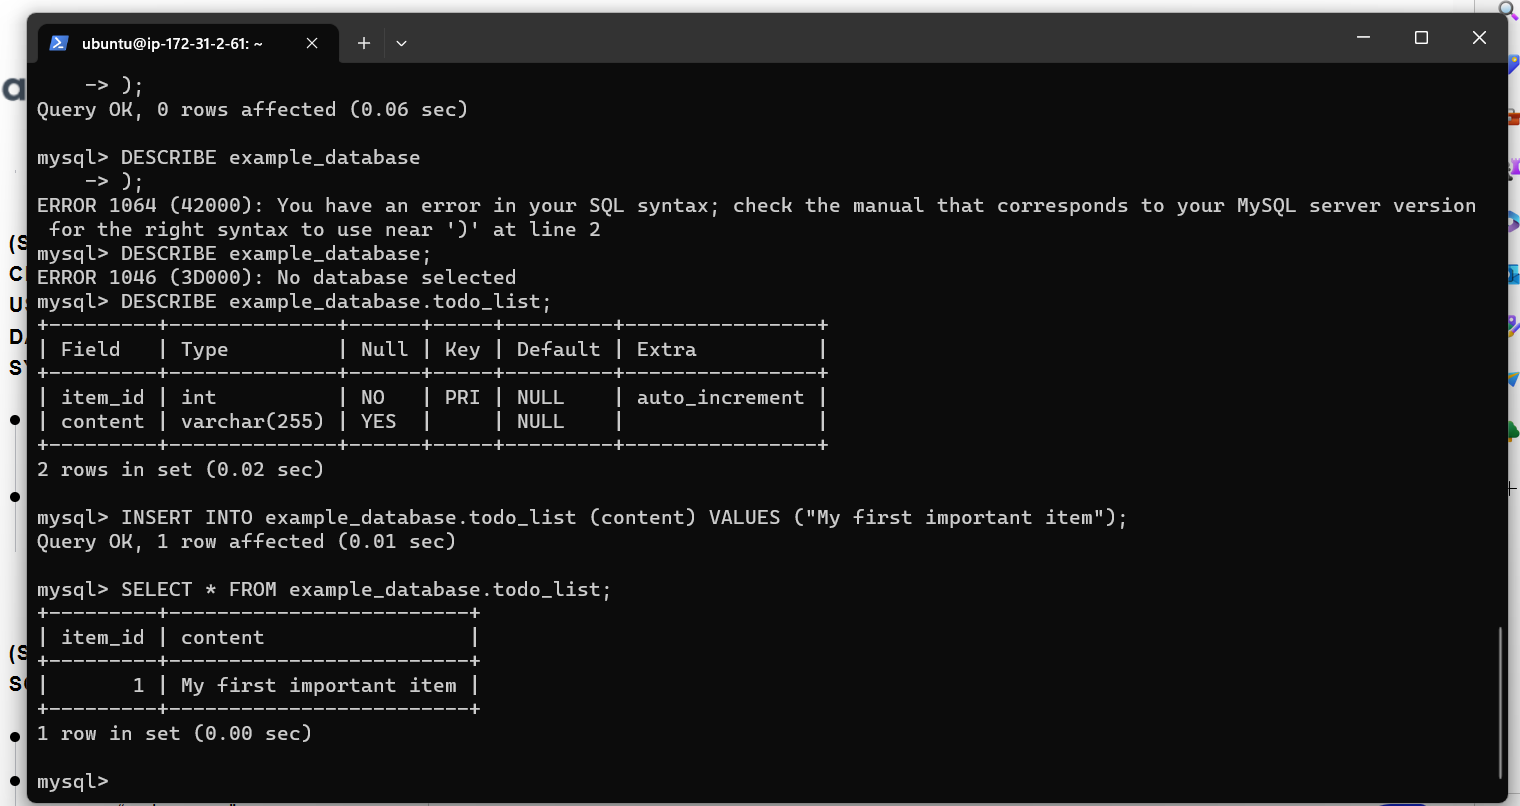 ubuntu@ip-172-31-2-61: ~
    -> );
Query OK, 0 rows affected (0.06 sec)
mysql> DESCRIBE example_database
    -> );
ERROR 1064 (42000): You have an error in your SQL syntax; check the manual that corresponds to your MySQL server version
 for the right syntax to use near ')' at line 2
mysql> DESCRIBE example_database;
ERROR 1046 (3D000): No database selected
mysql> DESCRIBE example_database.todo_list;
+---------+--------------+------+-----+---------+----------------+
| Field   | Type         | Null | Key | Default | Extra          |
+---------+--------------+------+-----+---------+----------------+
| item_id | int          | NO   | PRI | NULL    | auto_increment |
| content | varchar(255) | YES  |     | NULL    |                |
+---------+--------------+------+-----+---------+----------------+
2 rows in set (0.02 sec)
mysql> INSERT INTO example_database.todo_list (content) VALUES ("My first important item");
Query OK, 1 row affected (0.01 sec)
mysql> SELECT * FROM example_database.todo_list;
+---------+-------------------------+
| item_id | content                 |
+---------+-------------------------+
|       1 | My first important item |
+---------+-------------------------+
1 row in set (0.00 sec)
mysql>